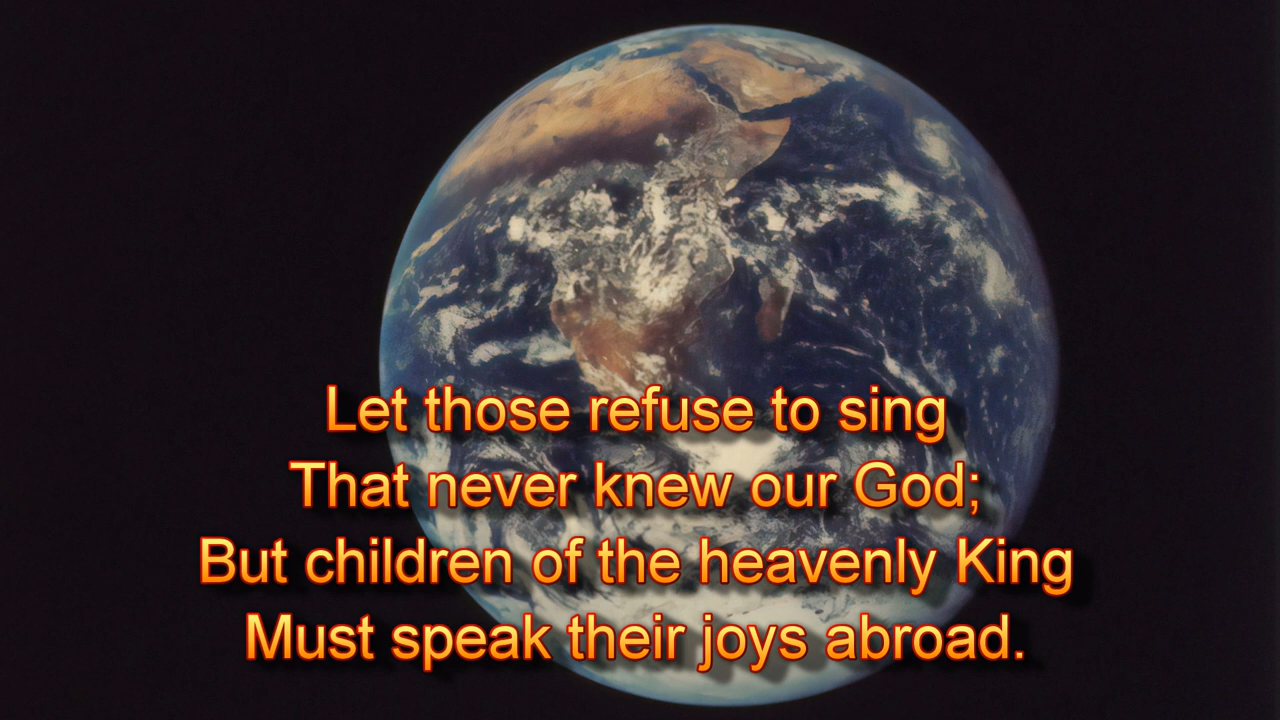 Let those refuse to sing
That never knew our God;
But children of the heavenly King
Must speak their joys abroad.